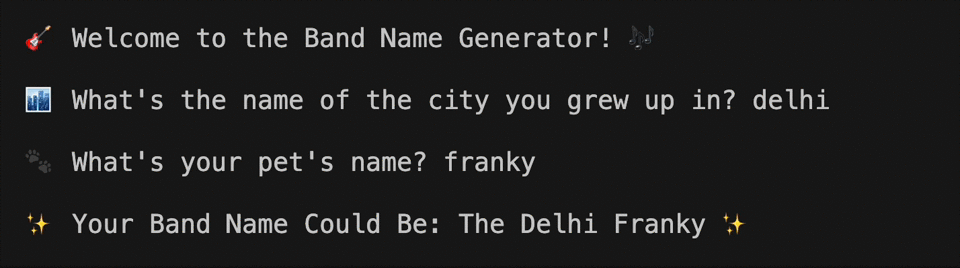 🎸 Welcome to the Band Name Generator! 🎶
🏙️ What's the name of the city you grew up in? delhi
🐾 What's your pet's name? franky
✨ Your Band Name Could Be: The Delhi Franky ✨